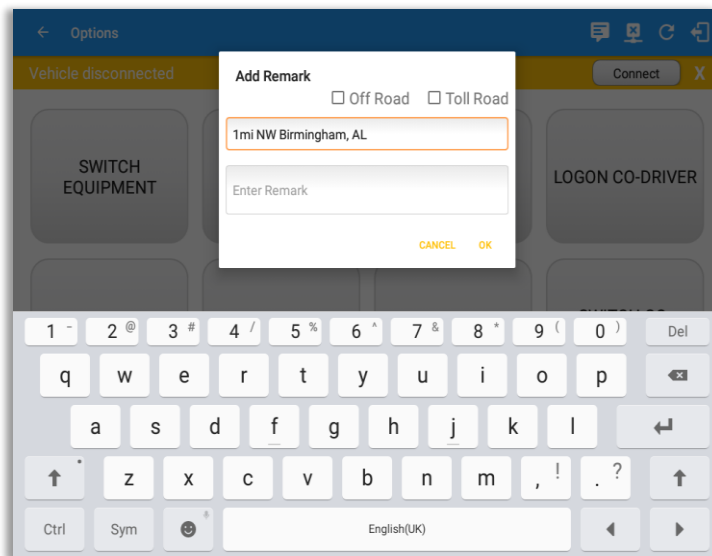 Options
Vehicle disconnected
Connect
X
Add Remark
Off Road
Toll Road
1mi NW Birmingham, AL
Enter Remark
CANCEL
OK
SWITCH
EQUIPMENT
LOGON CO-DRIVER
1 - 2 @ 3 # 4 / 5 % 6 ^ 7 & 8 * 9 ( 0 ) Del
q w e r t y u i o p
a s d f g h j k l
z x c v b n m , ! . ?
Ctrl Sym English(UK)